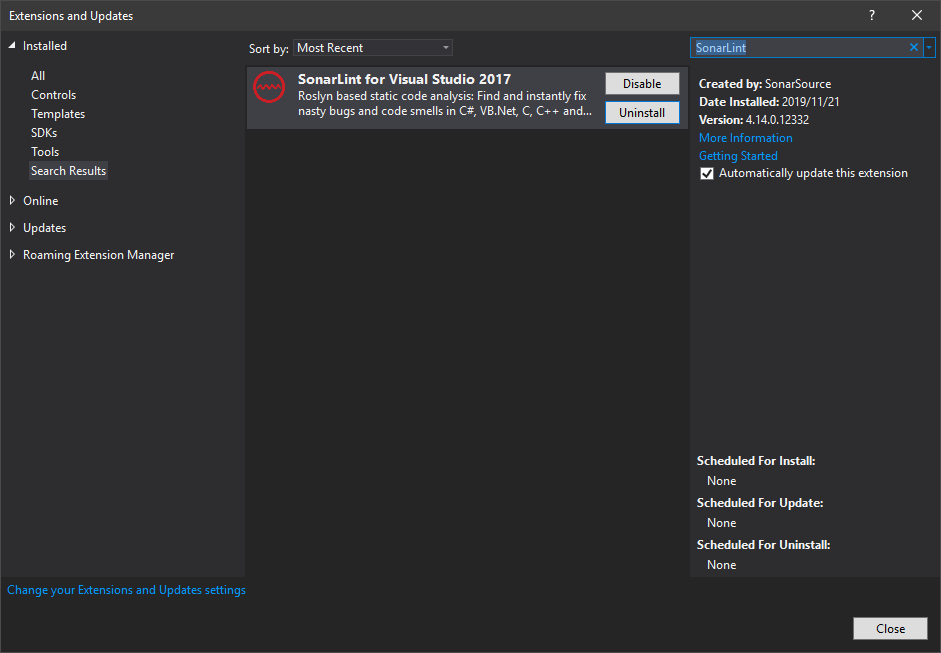 Extensions and Updates
?
Installed
All
Controls
Templates
SDKs
Tools
Search Results
Online
Updates
Roaming Extension Manager
Change your Extensions and Updates settings
Sort by: Most Recent
SonarLint for Visual Studio 2017
Roslyn based static code analysis: Find and instantly fix
nasty bugs and code smells in C#, VB.Net, C, C++ and...
Disable
Uninstall
SonarLint
Created by: SonarSource
Date Installed: 2019/11/21
Version: 4.14.0.12332
More Information
Getting Started
Automatically update this extension
Scheduled For Install:
None
Scheduled For Update:
None
Scheduled For Uninstall:
None
Close